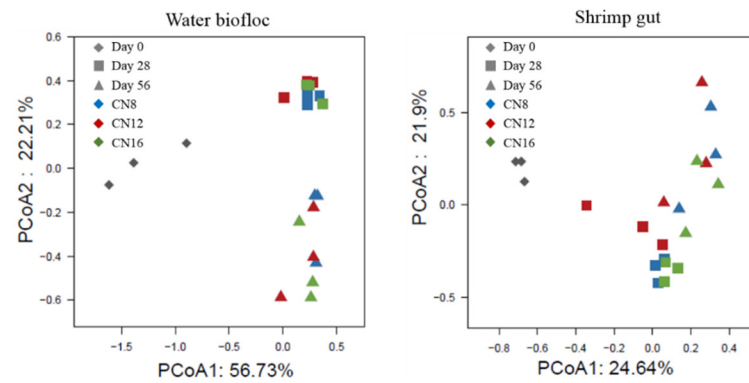 Water biofloc
Day 0
Day 28
Day 56
CN8
CN12
CN16
0.6
0.4
0.2
0.0
−0.2
−0.4
−0.6
PCoA2 : 22.21%
−1.5
−1.0
−0.5
0.0
0.5
PCoA1: 56.73%
Shrimp gut
Day 0
Day 28
Day 56
CN8
CN12
CN16
0.5
0.0
−0.5
PCoA2 : 21.9%
−0.8
−0.6
−0.4
−0.2
0.0
0.2
0.4
PCoA1: 24.64%